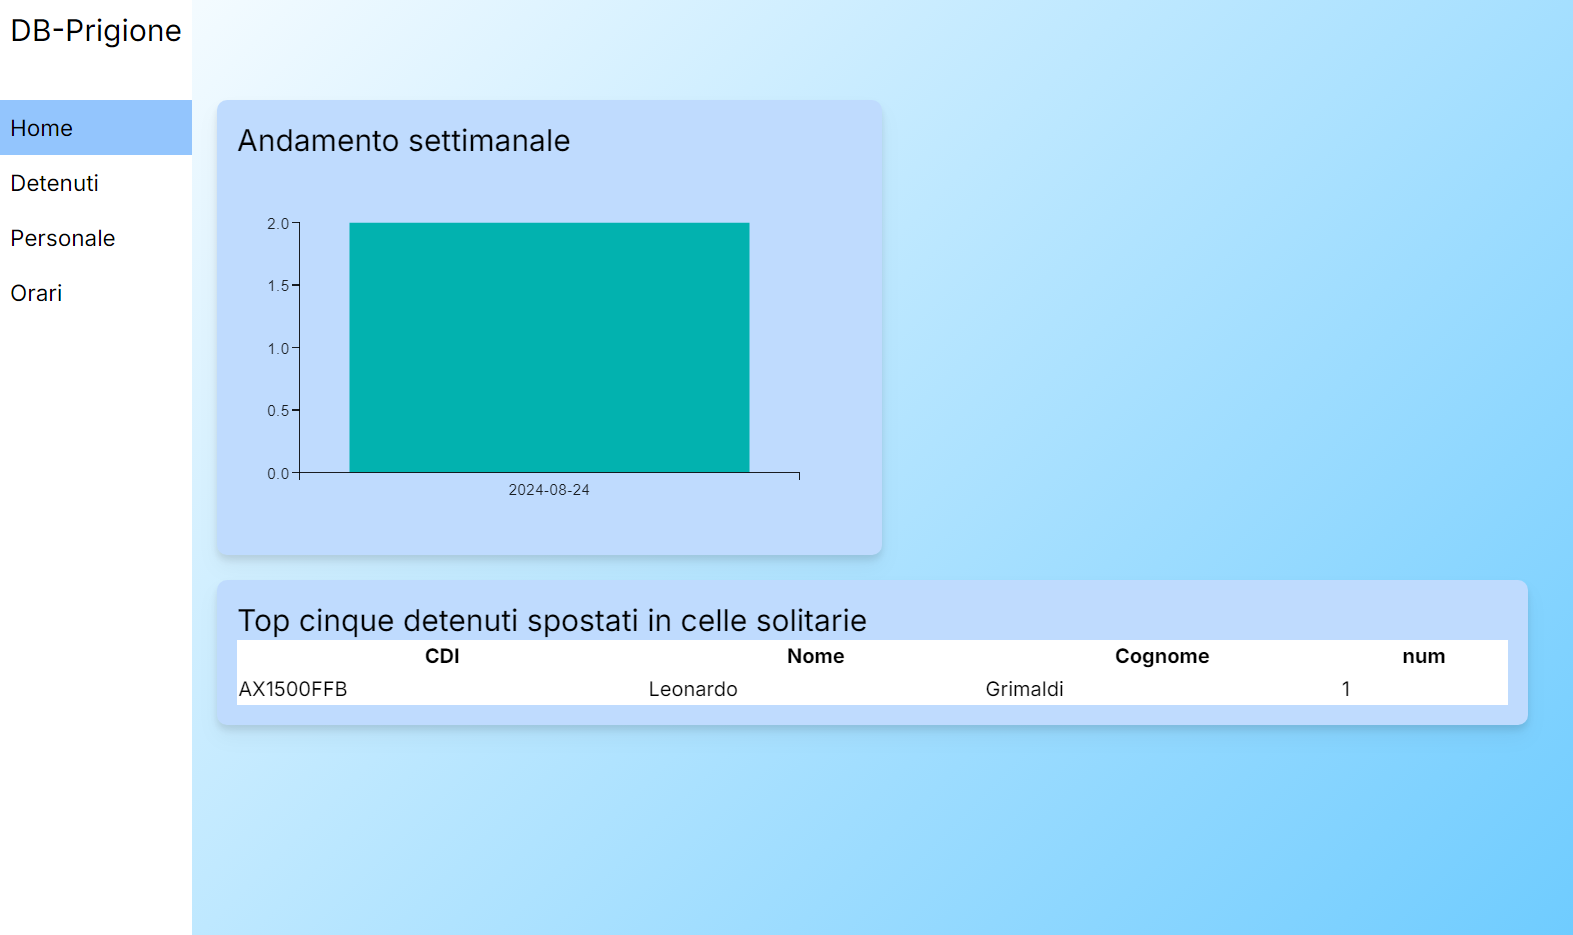 DB-Prigione
Home
Detenuti
Personale
Orari
Andamento settimanale
2.0
1.5
1.0
0.5
0.0
2024-08-24
Top cinque detenuti spostati in celle solitarie
CDI Nome Cognome num
AX1500FFB Leonardo Grimaldi 1